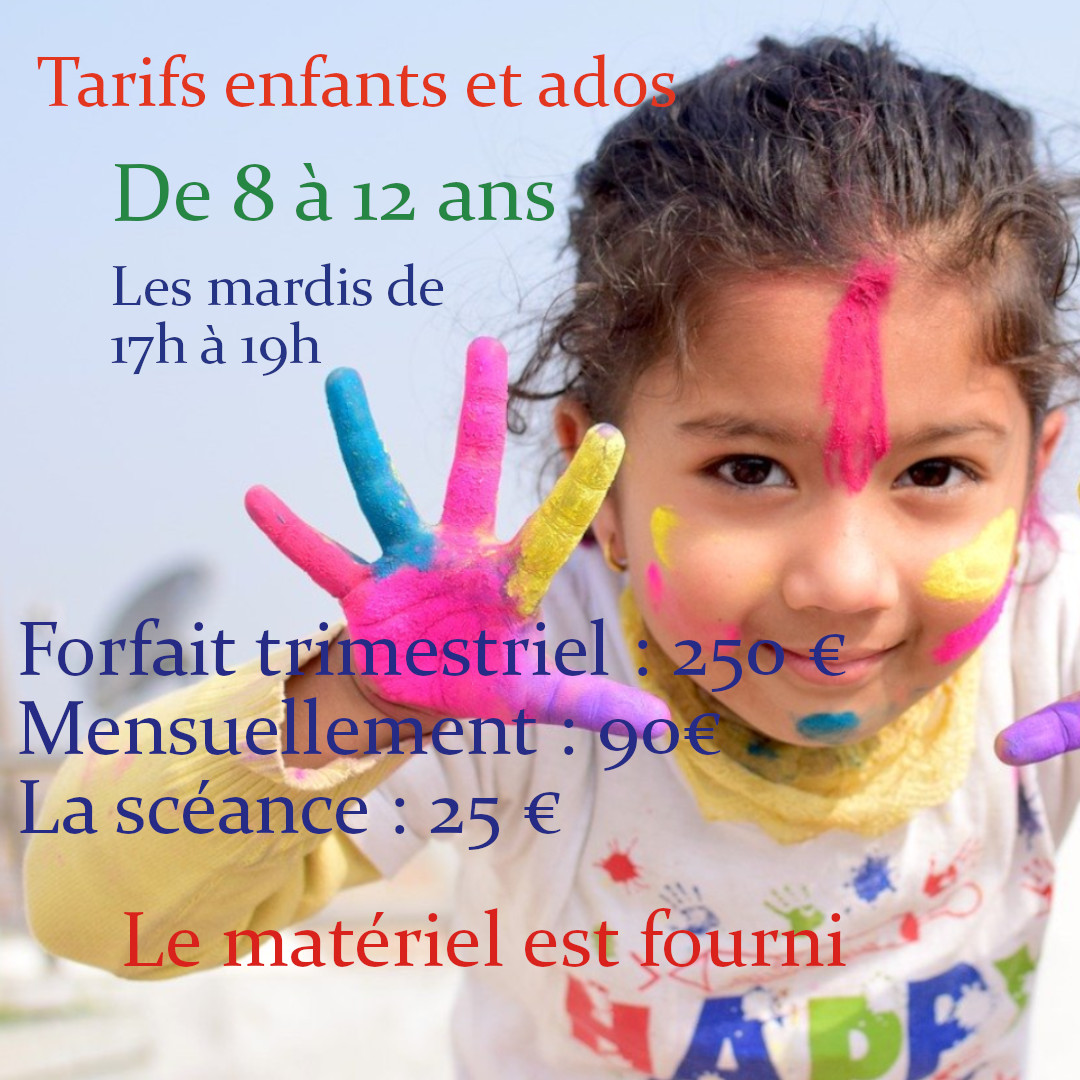 Tarifs enfants et ados
De 8 à 12 ans
Les mardis de
17h à 19h
Forfait trimestriel : 250 €
Mensuellement : 90€
La scéance : 25 €
Le matériel est fourni
HAPP